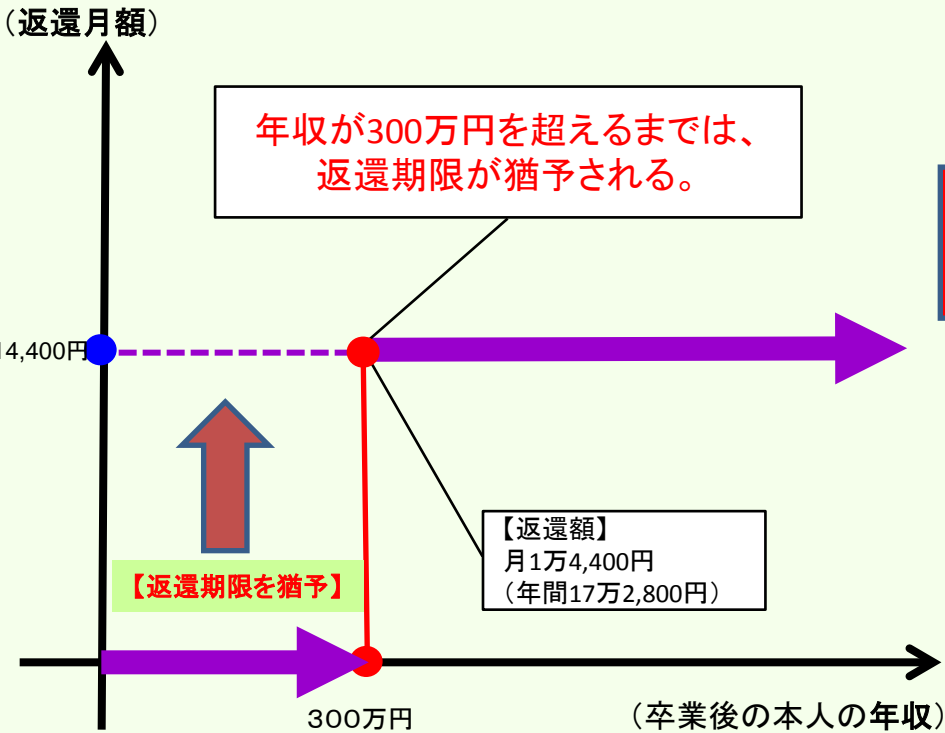 （返還月額）
年収が300万円を超えるまでは、
返還期限が猶予される。
14,400円
【返還額】
月1万4,400円
（年間17万2,800円）
【返還期限を猶予】
300万円
（卒業後の本人の年収）